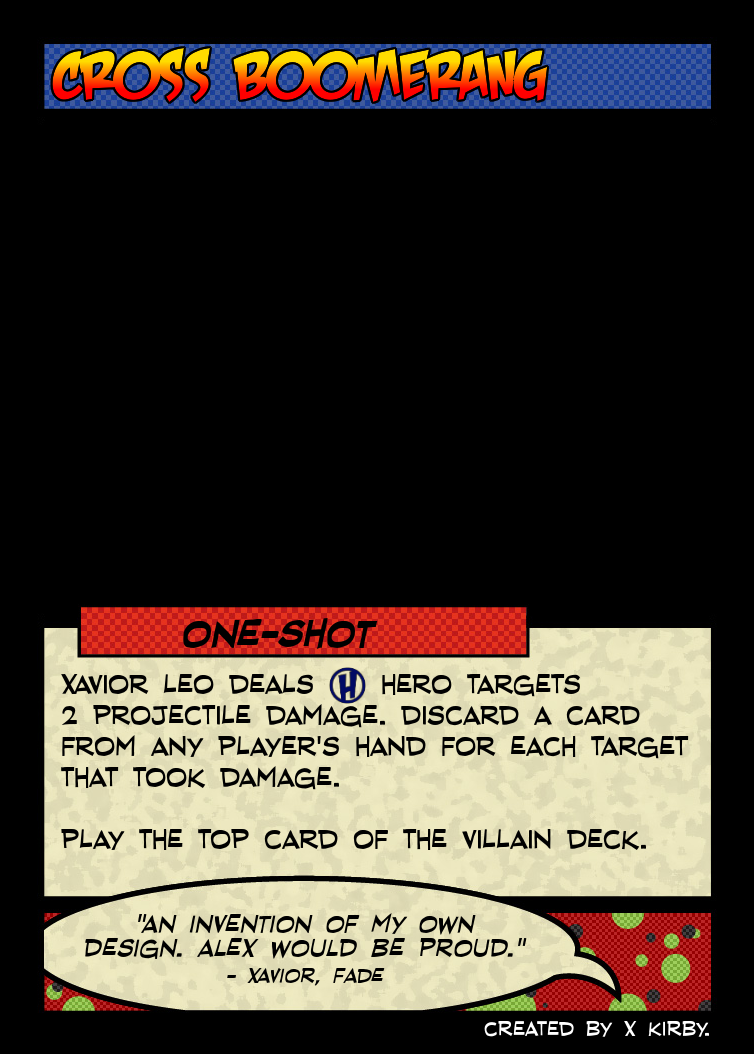 CROSS BOOMERANG
ONE-SHOT
XAVIOR LEO DEALS H HERO TARGETS
2 PROJECTILE DAMAGE. DISCARD A CARD
FROM ANY PLAYER'S HAND FOR EACH TARGET
THAT TOOK DAMAGE.
PLAY THE TOP CARD OF THE VILLAIN DECK.
"AN INVENTION OF MY OWN
DESIGN. ALEX WOULD BE PROUD."
- XAVIOR, FADE
CREATED BY X KIRBY.